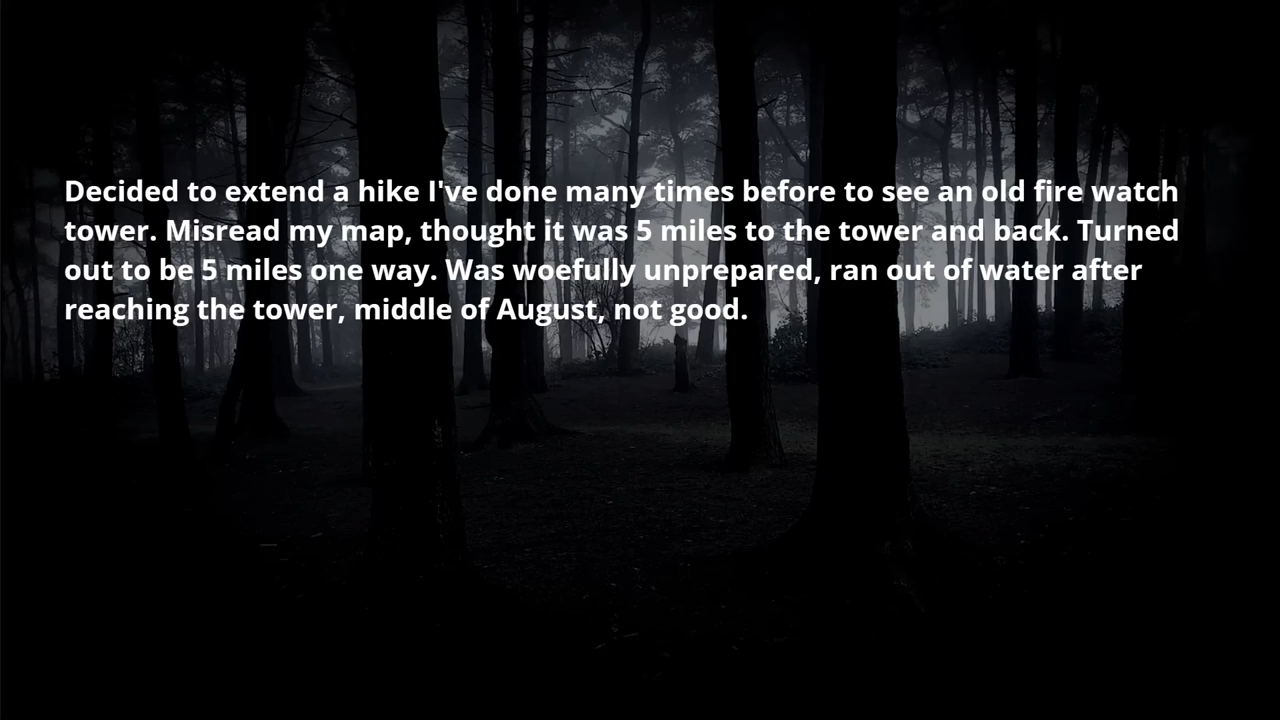 Decided to extend a hike I've done many times before to see an old fire watch
tower. Misread my map, thought it was 5 miles to the tower and back. Turned
out to be 5 miles one way. Was woefully unprepared, ran out of water after
reaching the tower, middle of August, not good.